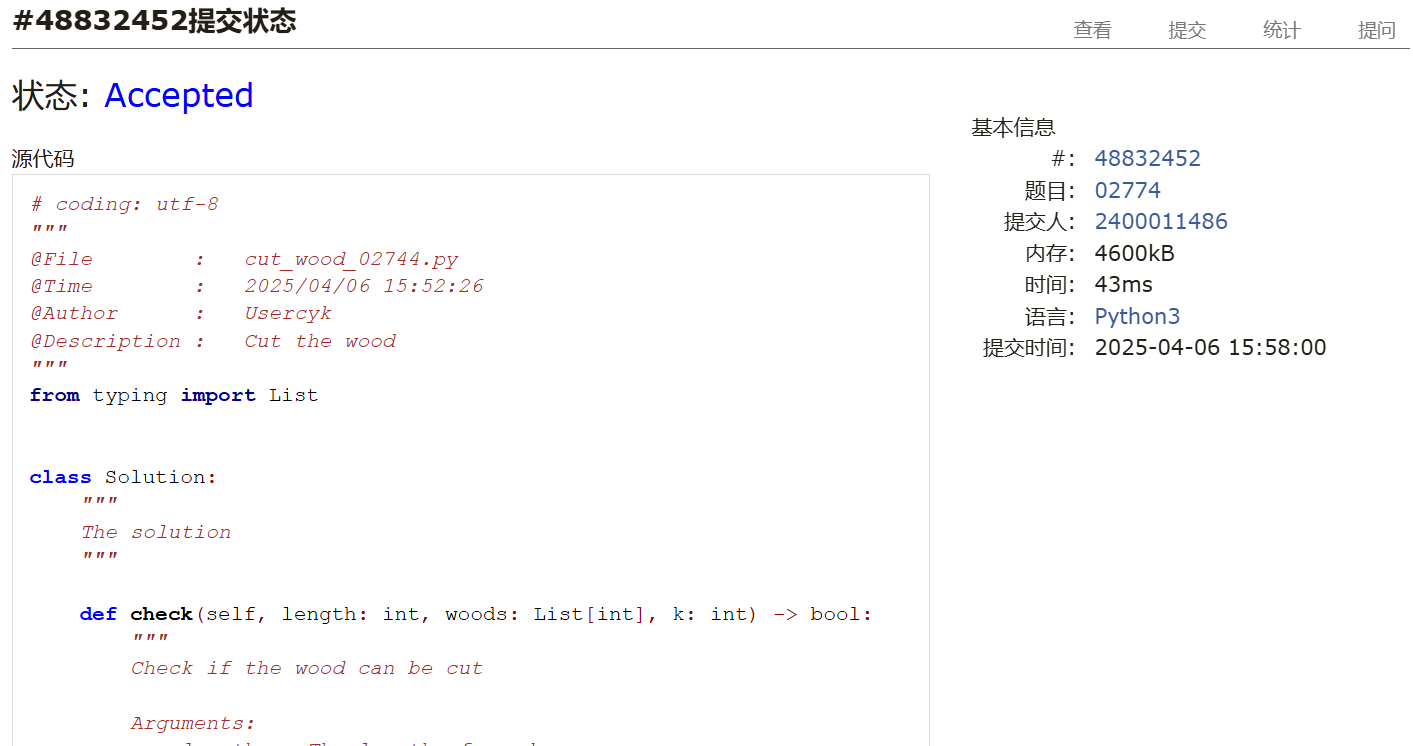 #48832452提交状态
查看 提交 统计 提问
状态: Accepted
源代码
# coding: utf-8
"""
@File : cut_wood_02744.py
@Time : 2025/04/06 15:52:26
@Author : Usercyk
@Description : Cut the wood
"""
from typing import List
class Solution:
"""
The solution
"""
def check(self, length: int, woods: List[int], k: int) -> bool:
"""
Check if the wood can be cut
Arguments:
基本信息
#: 48832452
题目: 02774
提交人: 2400011486
内存: 4600kB
时间: 43ms
语言: Python3
提交时间: 2025-04-06 15:58:00